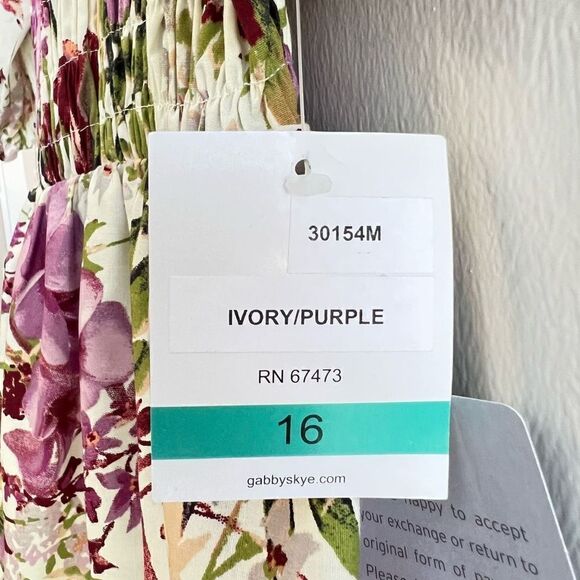 30154M
IVORY/PURPLE
RN 67473
16
gabbyskye.com
happy to accept
your exchange or return to
original form of
Please